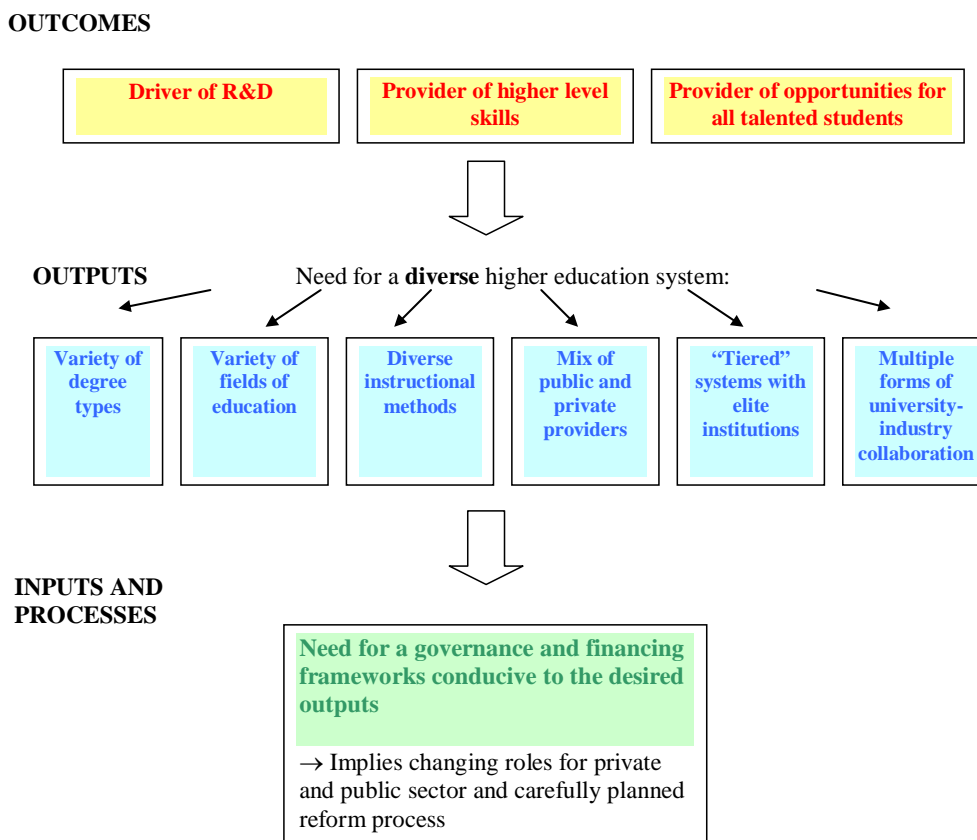 OUTCOMES
Driver of R&D
Provider of higher level
skills
Provider of opportunities for
all talented students
OUTPUTS
Need for a diverse higher education system:
Variety of
degree
types
Variety of
fields of
education
Diverse
instructional
methods
Mix of
public and
private
providers
“Tiered”
systems with
elite
institutions
Multiple
forms of
university-
industry
collaboration
INPUTS AND
PROCESSES
Need for a governance and financing
frameworks conducive to the desired
outputs
→ Implies changing roles for private
and public sector and carefully planned
reform process